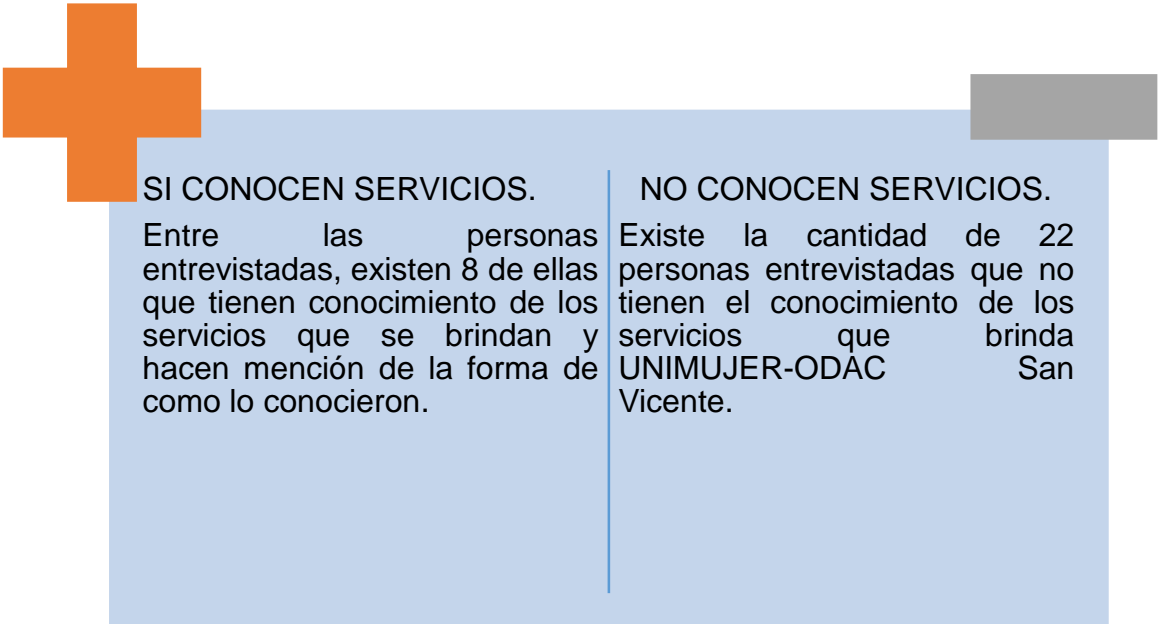 SI CONOCEN SERVICIOS.
Entre las personas
entrevistadas, existen 8 de ellas
que tienen conocimiento de los
servicios que se brindan y
hacen mención de la forma de
como lo conocieron.
NO CONOCEN SERVICIOS.
Existe la cantidad de 22
personas entrevistadas que no
tienen el conocimiento de los
servicios que brinda
UNIMUJER-ODAC San
Vicente.